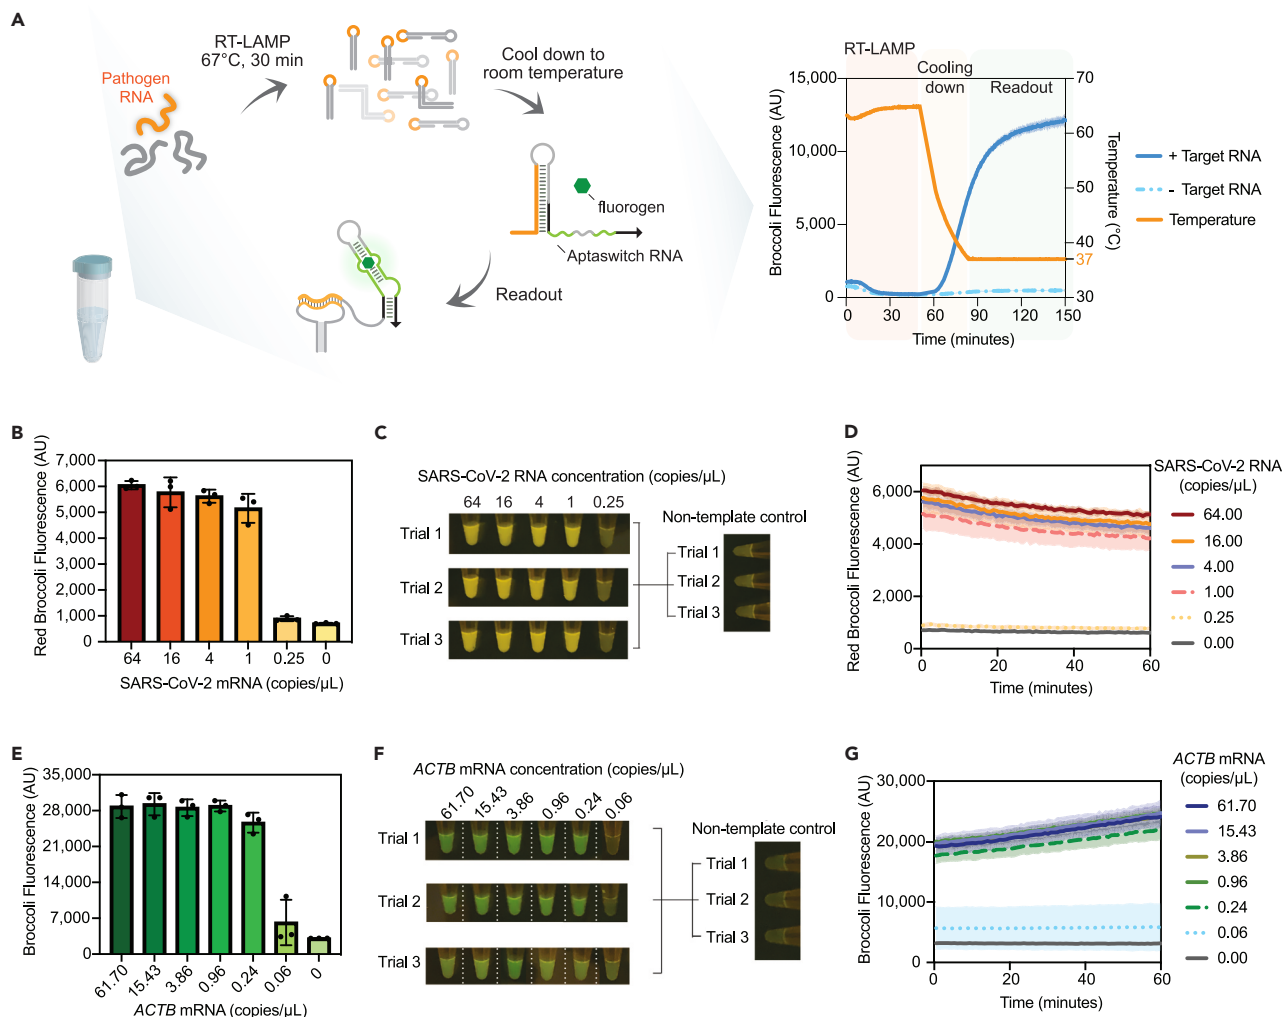 A
Pathogen
RNA
RT-LAMP
67°C, 30 min
Cool down to
room temperature
fluorogen
Aptaswitch RNA
Readout
RT-LAMP
Cooling
down
Readout
Broccoli Fluorescence (AU)
15,000
10,000
5,000
0
70
60
50
40
37
30
Temperature (°C)
0 30 60 90 120 150
Time (minutes)
+ Target RNA
- Target RNA
Temperature
B
Red Broccoli Fluorescence (AU)
7,000
6,000
5,000
4,000
3,000
2,000
1,000
0
64 16 4 1 0.25 0
SARS-CoV-2 mRNA (copies/µL)
C
SARS-CoV-2 RNA concentration (copies/µL)
64 16 4 1 0.25
Trial 1
Trial 2
Trial 3
Non-template control
Trial 1
Trial 2
Trial 3
D
Red Broccoli Fluorescence (AU)
6,000
4,000
2,000
0
0 20 40 60
Time (minutes)
SARS-CoV-2 RNA
(copies/µL)
64.00
16.00
4.00
1.00
0.25
0.00
E
Broccoli Fluorescence (AU)
35,000
28,000
21,000
14,000
7,000
0
61.70 15.43 3.86 0.96 0.24 0.06 0
ACTB mRNA (copies/µL)
F
ACTB mRNA concentration (copies/µL)
61.70 15.43 3.86 0.96 0.24 0.06
Trial 1
Trial 2
Trial 3
Non-template control
Trial 1
Trial 2
Trial 3
G
Broccoli Fluorescence (AU)
30,000
20,000
10,000
0
0 20 40 60
Time (minutes)
ACTB mRNA
(copies/µL)
61.70
15.43
3.86
0.96
0.24
0.06
0.00